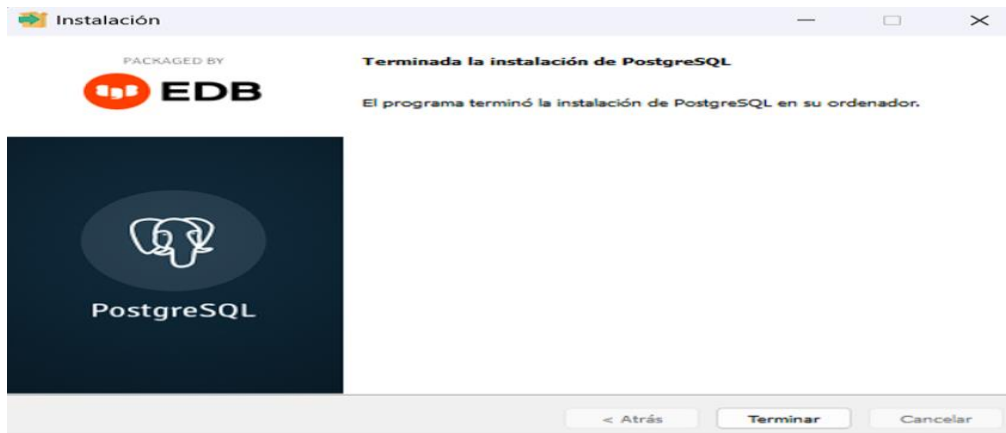 Instalación
PACKAGED BY
EDB
Terminada la instalación de PostgreSQL
El programa terminó la instalación de PostgreSQL en su ordenador.
PostgreSQL
< Atrás
Terminar
Cancelar